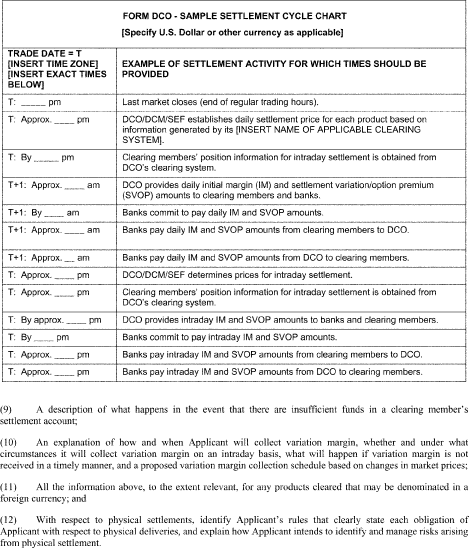 FORM DCO - SAMPLE SETTLEMENT CYCLE CHART
[Specify U.S. Dollar or other currency as applicable]
TRADE DATE = T
[INSERT TIME ZONE]
[INSERT EXACT TIMES
BELOW]
EXAMPLE OF SETTLEMENT ACTIVITY FOR WHICH TIMES SHOULD BE
PROVIDED
T: _____ pm
Last market closes (end of regular trading hours).
T: Approx. ____ pm
DCO/DCM/SEF establishes daily settlement price for each product based on
information generated by its [INSERT NAME OF APPLICABLE CLEARING
SYSTEM].
T: By _____ pm
Clearing members' position information for intraday settlement is obtained from
DCO's clearing system.
T+1: Approx. ____ am
DCO provides daily initial margin (IM) and settlement variation/option premium
(SVOP) amounts to clearing members and banks.
T+1: By ____ am
Banks commit to pay daily IM and SVOP amounts.
T+1: Approx. ____ am
Banks pay daily IM and SVOP amounts from clearing members to DCO.
T+1: Approx. __ am
Banks pay daily IM and SVOP amounts from DCO to clearing members.
T: Approx. ____ pm
DCO/DCM/SEF determines prices for intraday settlement.
T: Approx. ____ pm
Clearing members' position information for intraday settlement is obtained from
DCO's clearing system.
T: By approx. ____ pm
DCO provides intraday IM and SVOP amounts to banks and clearing members.
T: By ____ pm
Banks commit to pay intraday IM and SVOP amounts.
T: Approx. ____ pm
Banks pay intraday IM and SVOP amounts from clearing members to DCO.
T: Approx. ____ pm
Banks pay intraday IM and SVOP amounts from DCO to clearing members.
(9) A description of what happens in the event that there are insufficient funds in a clearing member's
settlement account;
(10) An explanation of how and when Applicant will collect variation margin, whether and under what
circumstances it will collect variation margin on an intraday basis, what will happen if variation margin is not
received in a timely manner, and a proposed variation margin collection schedule based on changes in market prices;
(11) All the information above, to the extent relevant, for any products cleared that may be denominated in a
foreign currency; and
(12) With respect to physical settlements, identify Applicant's rules that clearly state each obligation of
Applicant with respect to physical deliveries, and explain how Applicant intends to identify and manage risks arising
from physical settlement.